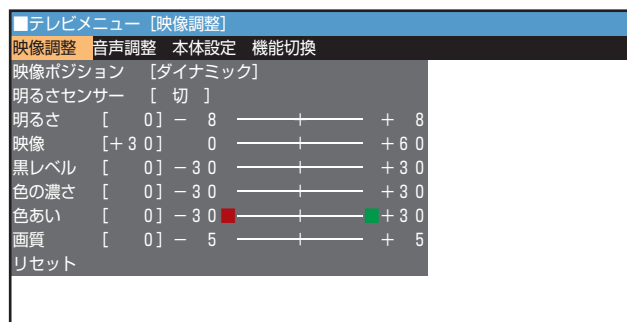 ■テレビメニュー [映像調整]
映像調整 音声調整 本体設定 機能切換
映像ポジション [ダイナミック]
明るさセンサー [ 切 ]
明るさ [ 0] － 8 ＋ 8
映像 [＋30] 0 ＋60
黒レベル [ 0] －30 ＋30
色の濃さ [ 0] －30 ＋30
色あい [ 0] －30 ＋30
画質 [ 0] － 5 ＋ 5
リセット